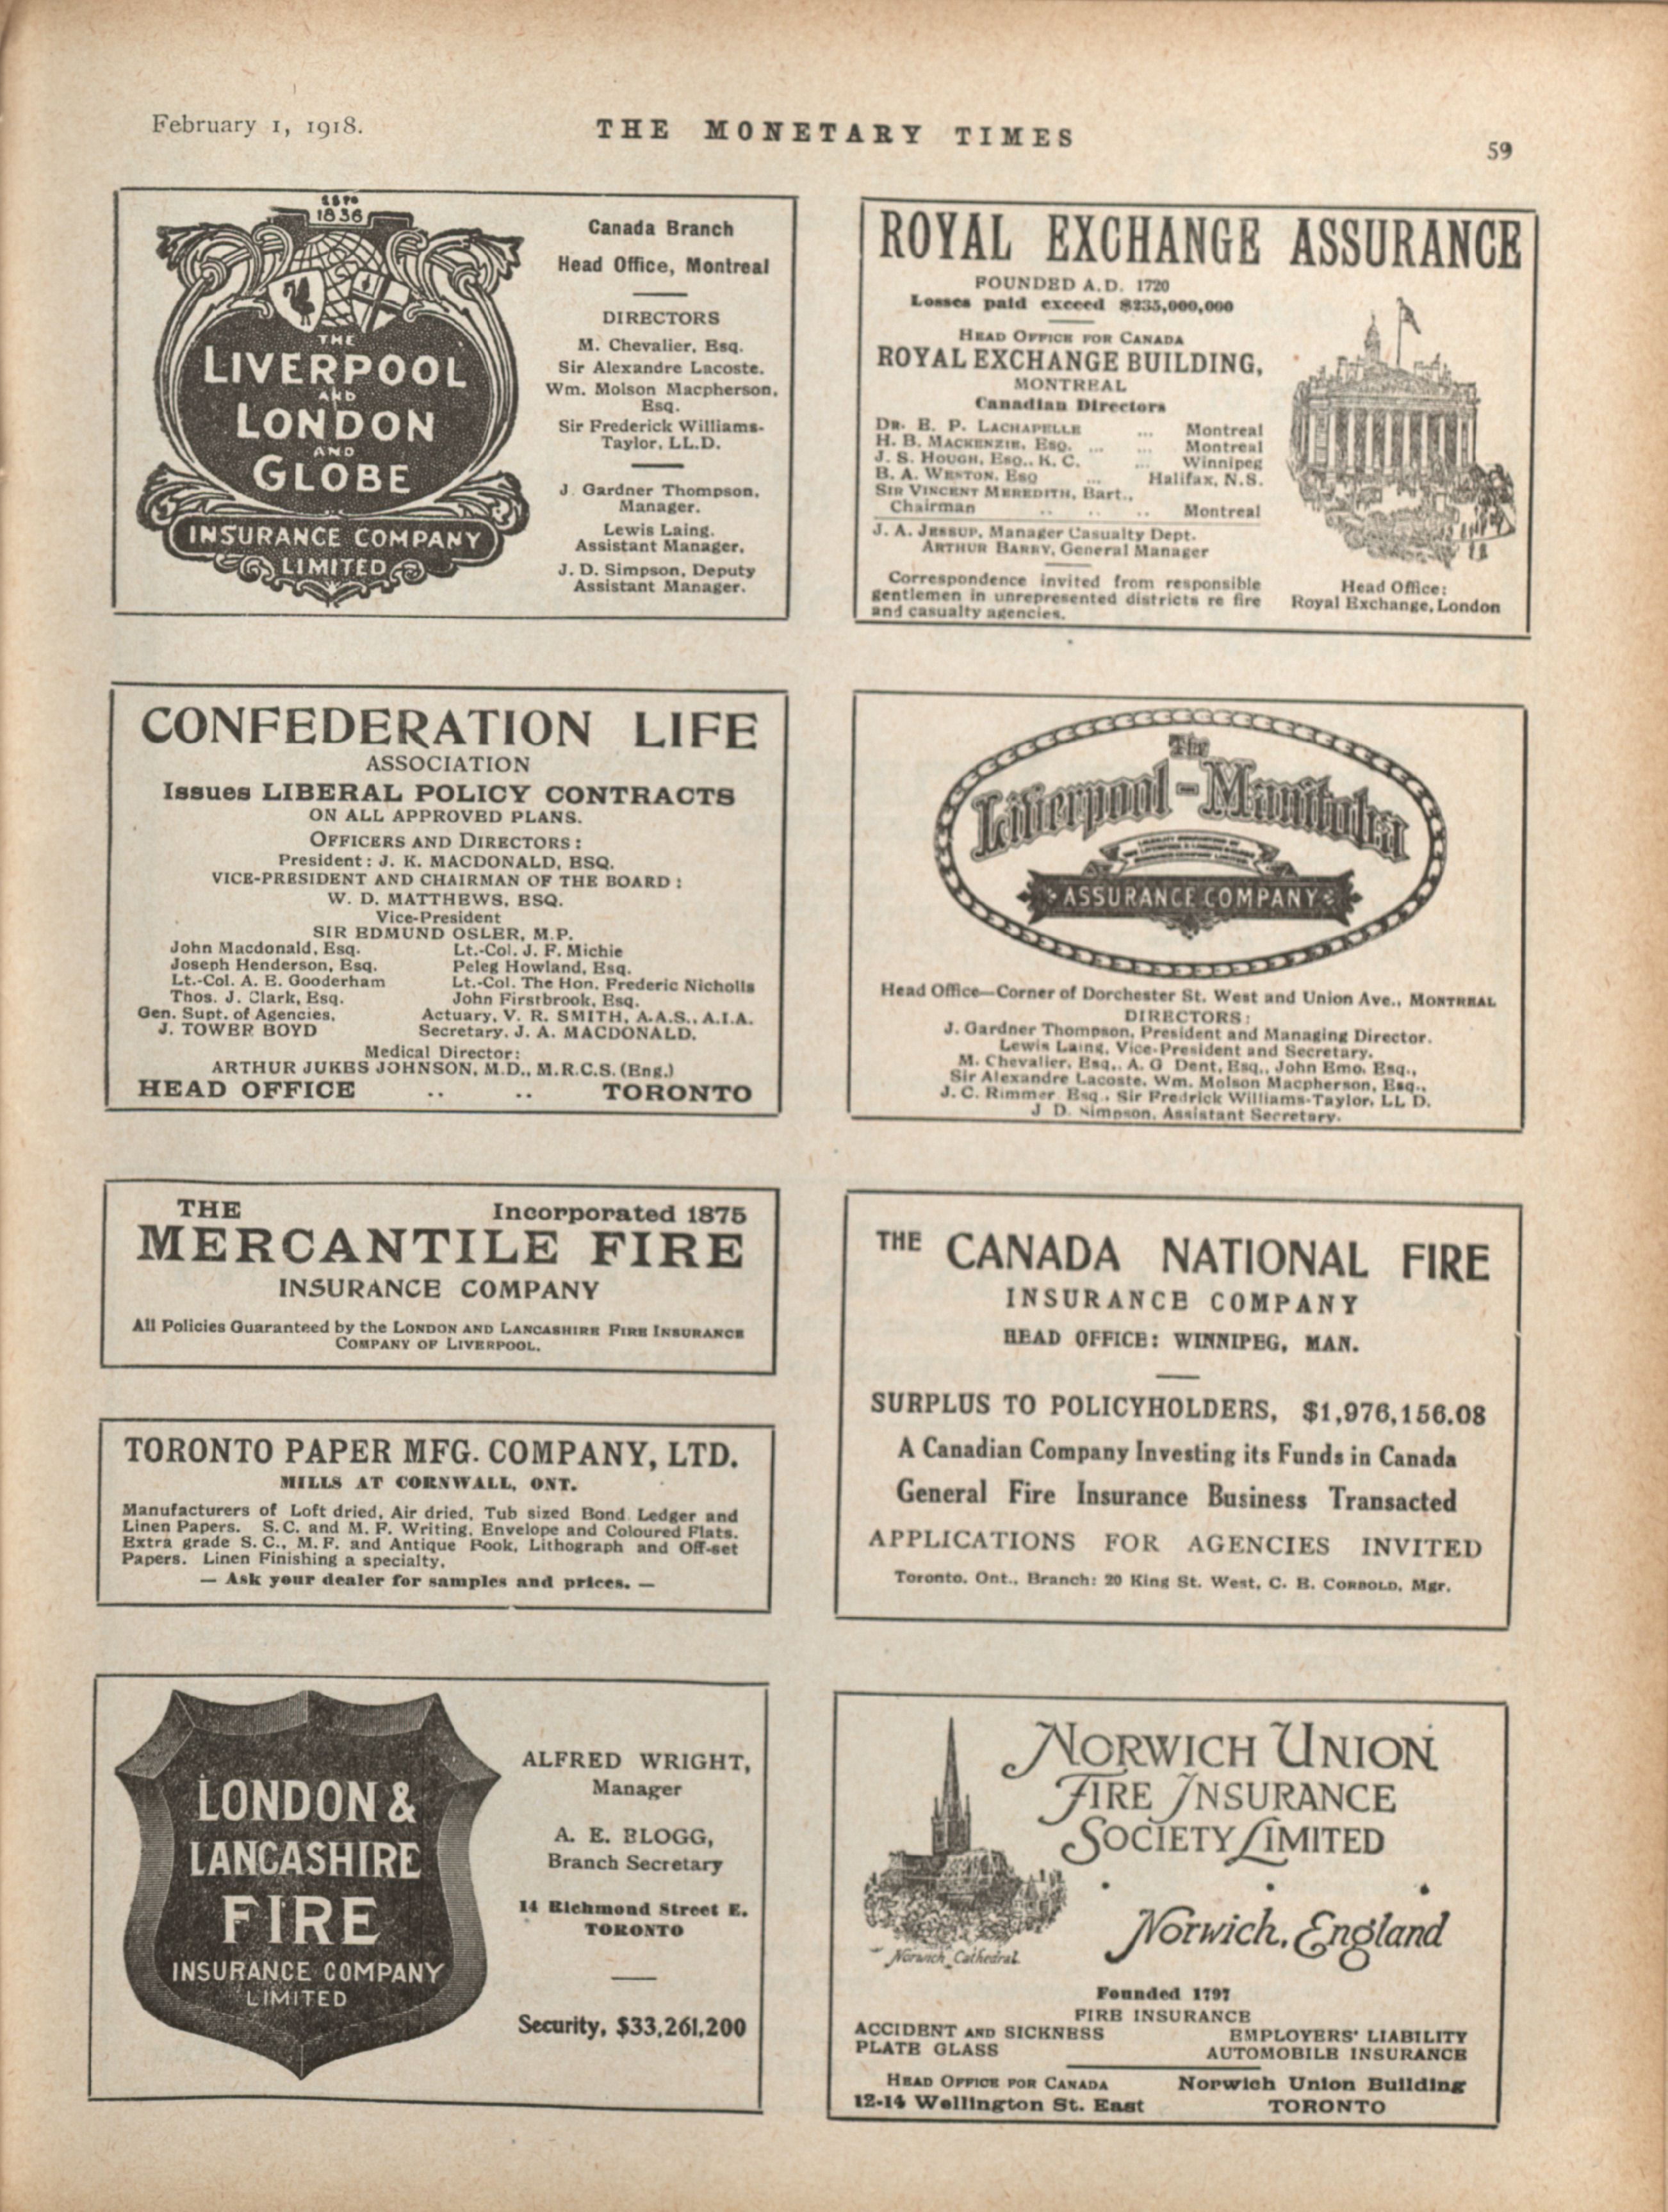 February 1, 1918.
THE MONETARY TIMES
59
ESTD
1836
THE
LIVERPOOL
AND
LONDON
AND
GLOBE
INSURANCE COMPANY
LIMITED
Canada Branch
Head Office, Montreal
DIRECTORS
M. Chevalier, Esq.
Sir Alexandre Lacoste.
Wm. Molson Macpherson,
Esq.
Sir Frederick Williams-
Taylor, LL.D.
J. Gardner Thompson,
Manager.
Lewis Laing,
Assistant Manager.
J. D. Simpson, Deputy
Assistant Manager.
ROYAL EXCHANGE ASSURANCE
FOUNDED A.D. 1720
Losses paid exceed $235,000,000
HEAD OFFICE FOR CANADA
ROYAL EXCHANGE BUILDING,
MONTREAL
Canadian Directors
DR. E. P. LACHAPELLE ... Montreal
H. B. MACKENZIE, ESQ. ... ... Montreal
J. S. HOUGH, ESQ., K. C. ... Winnipeg
B. A. WESTON, ESQ ... Halifax, N.S.
SIR VINCENT MEREDITH, Bart.,
Chairman .. .. .. Montreal
J. A. JESSUP, Manager Casualty Dept.
ARTHUR BARRY, General Manager
Correspondence invited from responsible
gentlemen in unrepresented districts re fire
and casualty agencies.
Head Office:
Royal Exchange, London
CONFEDERATION LIFE
ASSOCIATION
Issues LIBERAL POLICY CONTRACTS
ON ALL APPROVED PLANS.
OFFICERS AND DIRECTORS:
President: J. K. MACDONALD, ESQ.
VICE-PRESIDENT AND CHAIRMAN OF THE BOARD:
W. D. MATTHEWS, ESQ.
Vice-President
SIR EDMUND OSLER, M.P.
John Macdonald, Esq. Lt.-Col. J. F. Michie
Joseph Henderson, Esq. Peleg Howland, Esq.
Lt.-Col. A. E. Gooderham Lt.-Col. The Hon. Frederic Nicholls
Thos. J. Clark, Esq. John Firstbrook, Esq.
Gen. Supt. of Agencies, Actuary, V. R. SMITH, A.A.S., A.I.A.
J. TOWER BOYD Secretary, J. A. MACDONALD.
Medical Director:
ARTHUR JUKES JOHNSON, M.D., M.R.C.S. (Eng.)
HEAD OFFICE .. .. TORONTO
The
Liverpool-Manitoba
ASSURANCE COMPANY
Head Office—Corner of Dorchester St. West and Union Ave., MONTREAL
DIRECTORS:
J. Gardner Thompson, President and Managing Director.
Lewis Laing, Vice-President and Secretary.
M. Chevalier, Esq., A. G Dent, Esq., John Emo, Esq.,
Sir Alexandre Lacoste, Wm. Molson Macpherson, Esq.,
J. C. Rimmer, Esq., Sir Fredrick Williams-Taylor, LL D.
J D. Simpson, Assistant Secretary.
THE Incorporated 1875
MERCANTILE FIRE
INSURANCE COMPANY
All Policies Guaranteed by the LONDON AND LANCASHIRE FIRE INSURANCE
COMPANY OF LIVERPOOL.
THE CANADA NATIONAL FIRE
INSURANCE COMPANY
HEAD OFFICE: WINNIPEG, MAN.
SURPLUS TO POLICYHOLDERS, $1,976,156.08
A Canadian Company Investing its Funds in Canada
General Fire Insurance Business Transacted
APPLICATIONS FOR AGENCIES INVITED
Toronto, Ont., Branch: 20 King St. West, C. B. CORBOLD, Mgr.
TORONTO PAPER MFG. COMPANY, LTD.
MILLS AT CORNWALL, ONT.
Manufacturers of Loft dried, Air dried, Tub sized Bond Ledger and
Linen Papers. S. C. and M. F. Writing, Envelope and Coloured Flats.
Extra grade S. C., M. F. and Antique Book, Lithograph and Off-set
Papers. Linen Finishing a specialty.
— Ask your dealer for samples and prices. —
LONDON &
LANCASHIRE
FIRE
INSURANCE COMPANY
LIMITED
ALFRED WRIGHT,
Manager
A. E. BLOGG,
Branch Secretary
14 Richmond Street E.
TORONTO
Security, $33,261,200
NORWICH UNION
FIRE INSURANCE
SOCIETY LIMITED
Norwich, England
Norwich Cathedral
Founded 1797
FIRE INSURANCE
ACCIDENT AND SICKNESS EMPLOYERS' LIABILITY
PLATE GLASS AUTOMOBILE INSURANCE
HEAD OFFICE FOR CANADA Norwich Union Building
12-14 Wellington St. East TORONTO